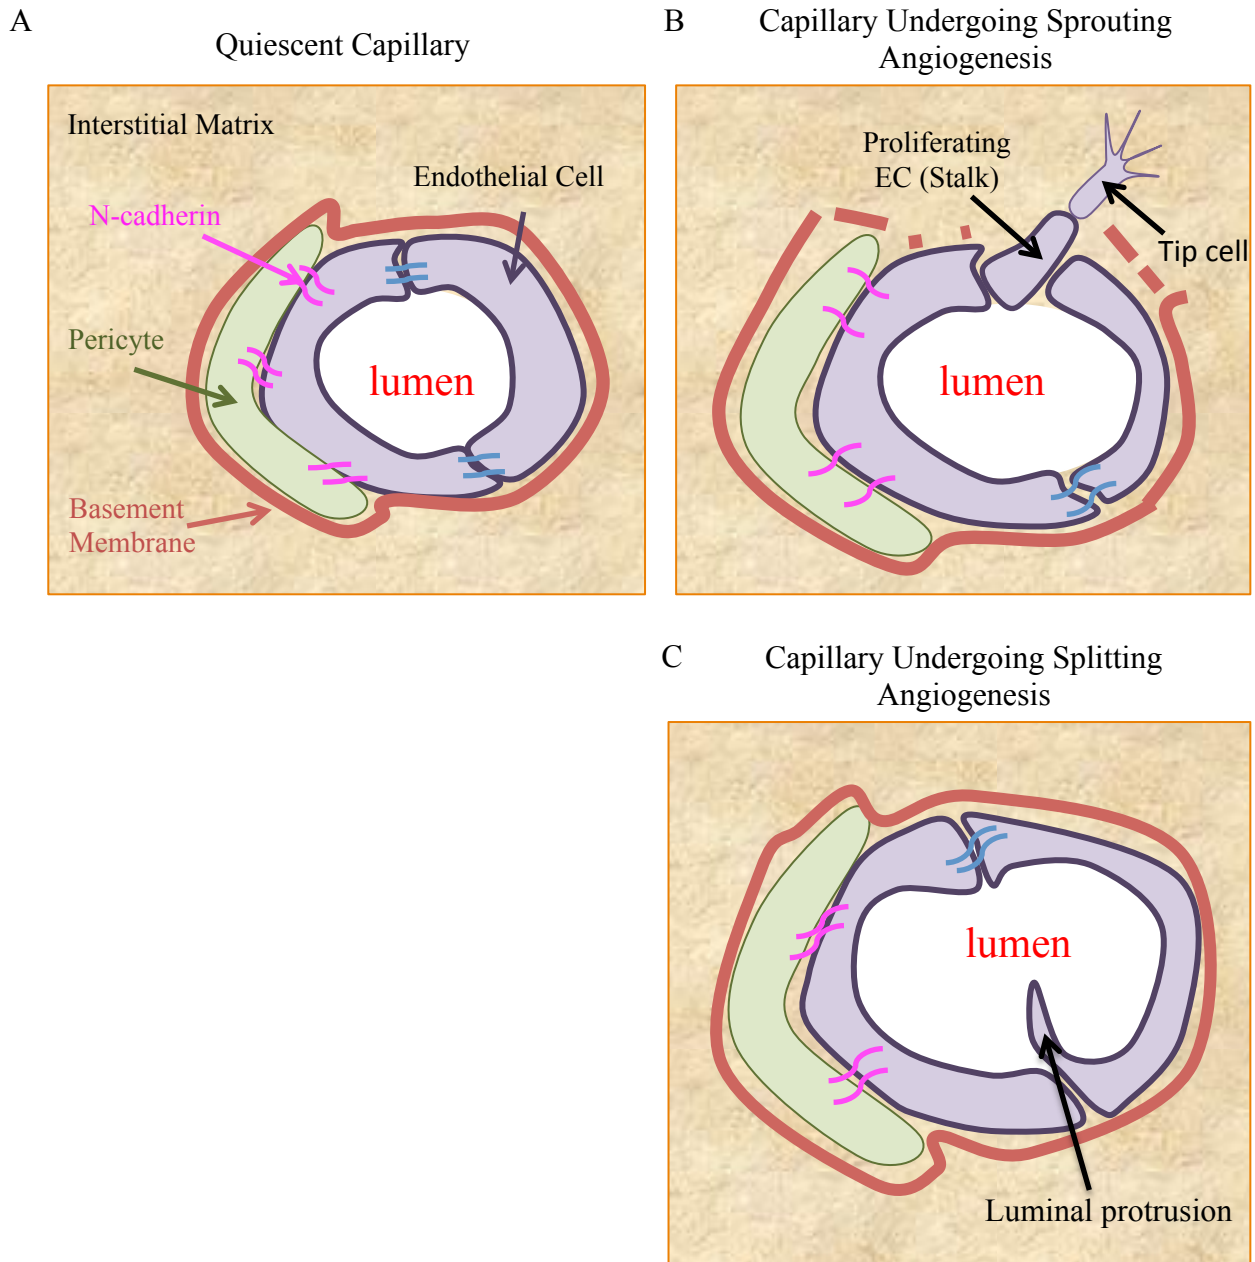 A
Quiescent Capillary
Interstitial Matrix
Endothelial Cell
N-cadherin
Pericyte
lumen
Basement
Membrane
B
Capillary Undergoing Sprouting
Angiogenesis
Proliferating
EC (Stalk)
Tip cell
lumen
C
Capillary Undergoing Splitting
Angiogenesis
lumen
Luminal protrusion